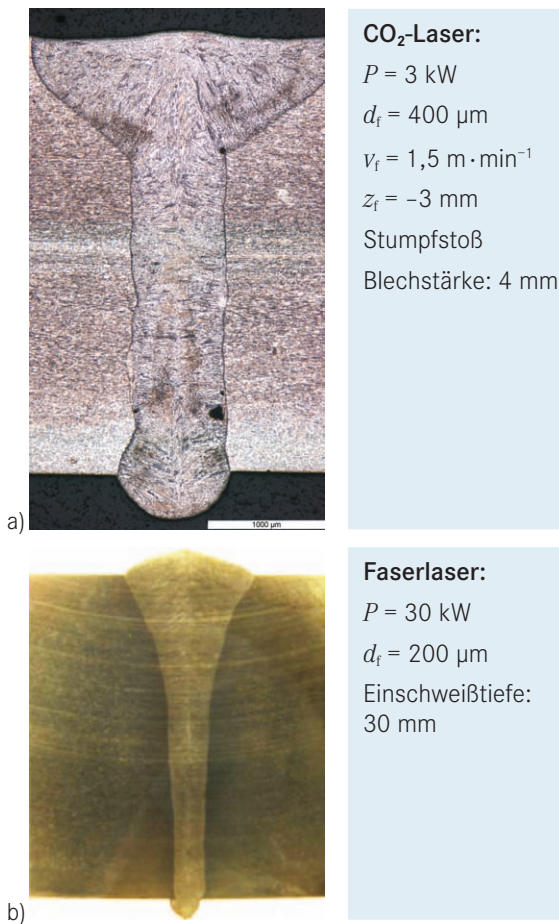 CO₂-Laser:
P = 3 kW
d_f = 400 µm
v_f = 1,5 m·min⁻¹
z_f = –3 mm
Stumpfstoß
Blechstärke: 4 mm
1000 µm
a)
Faserlaser:
P = 30 kW
d_f = 200 µm
Einschweißtiefe:
30 mm
b)